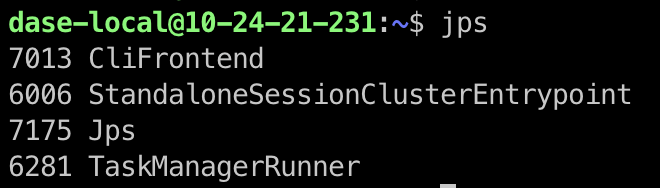 dase-local@10-24-21-231:~$ jps
7013 CliFrontend
6006 StandaloneSessionClusterEntrypoint
7175 Jps
6281 TaskManagerRunner